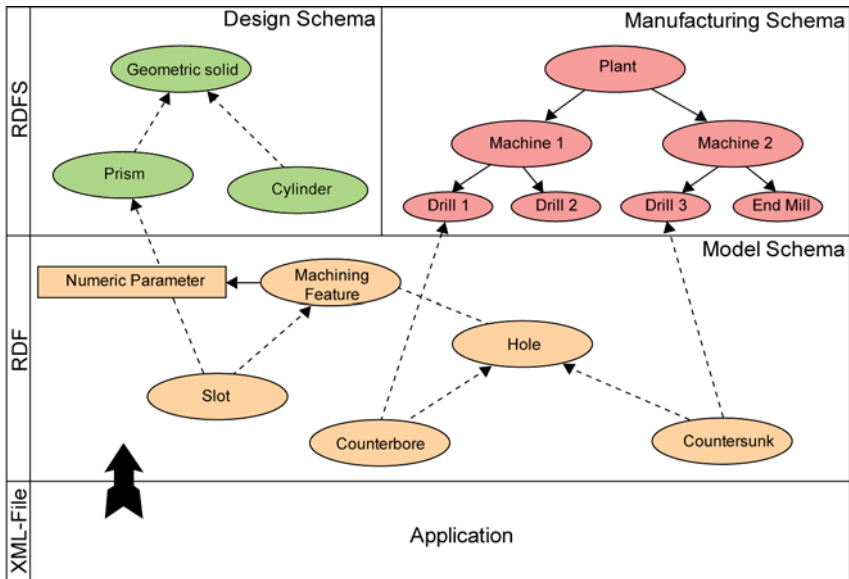 Design Schema
Manufacturing Schema
RDFS
Geometric solid
Plant
Machine 1
Machine 2
Prism
Cylinder
Drill 1
Drill 2
Drill 3
End Mill
Model Schema
RDF
Numeric Parameter
Machining
Feature
Hole
Slot
Counterbore
Countersunk
XML-File
Application